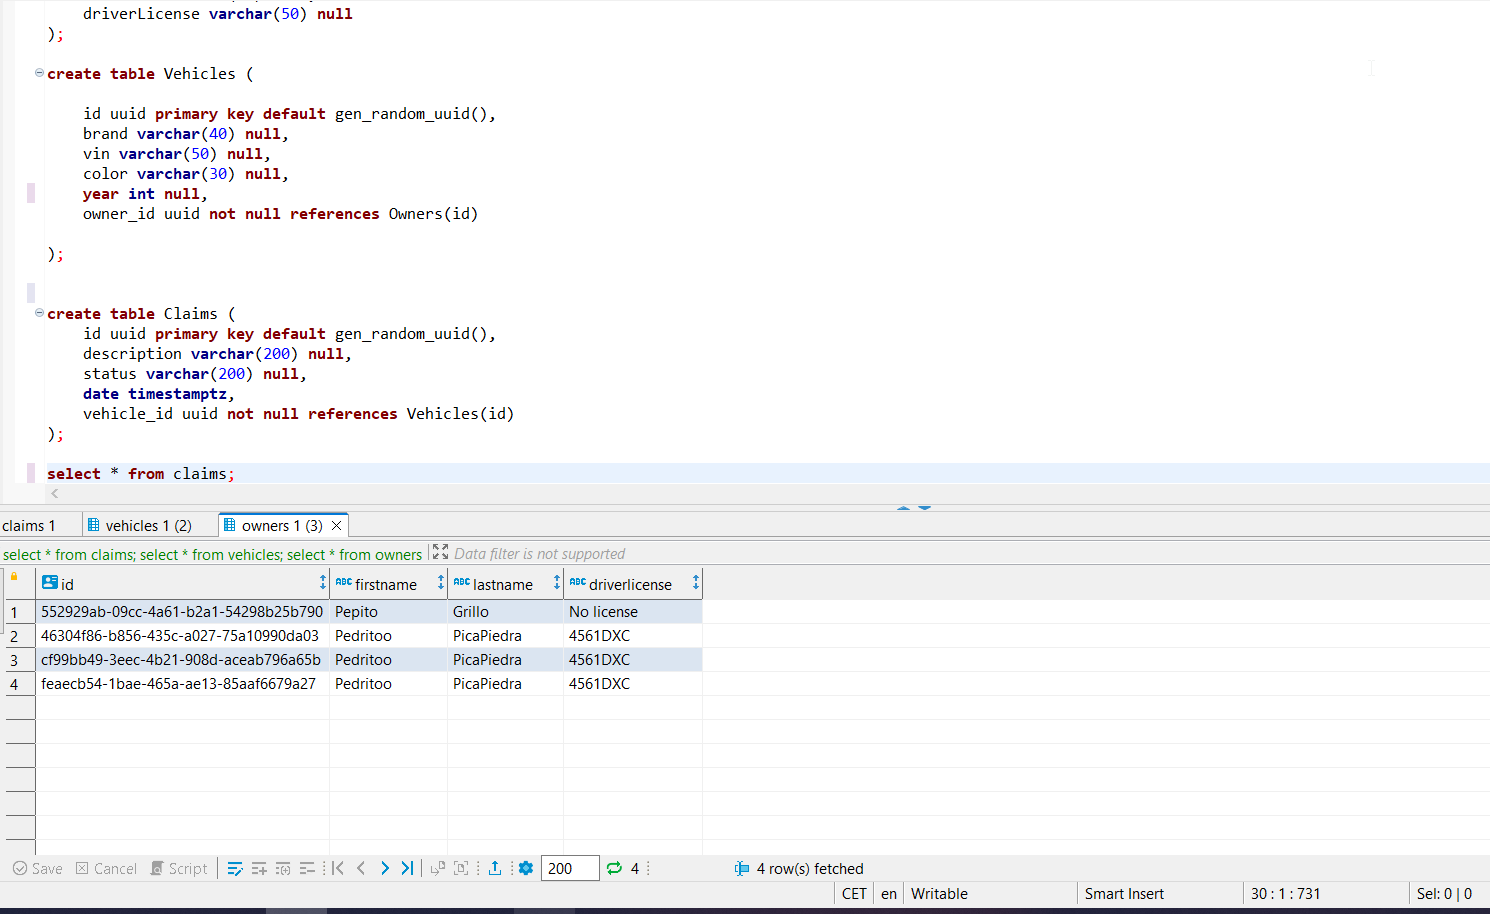 driverLicense varchar(50) null
);
create table Vehicles (
id uuid primary key default gen_random_uuid(),
brand varchar(40) null,
vin varchar(50) null,
color varchar(30) null,
year int null,
owner_id uuid not null references Owners(id)
);
create table Claims (
id uuid primary key default gen_random_uuid(),
description varchar(200) null,
status varchar(200) null,
date timestamptz,
vehicle_id uuid not null references Vehicles(id)
);
select * from claims;
claims 1 vehicles 1 (2) owners 1 (3)
select * from claims; select * from vehicles; select * from owners Data filter is not supported
id ABC firstname ABC lastname ABC driverlicense
1 552929ab-09cc-4a61-b2a1-54298b25b790 Pepito Grillo No license
2 46304f86-b856-435c-a027-75a10990da03 Pedritoo PicaPiedra 4561DXC
3 cf99bb49-3eec-4b21-908d-aceab796a65b Pedritoo PicaPiedra 4561DXC
4 feaecb54-1bae-465a-ae13-85aaf6679a27 Pedritoo PicaPiedra 4561DXC
Save Cancel Script 200 4 4 row(s) fetched
CET en Writable Smart Insert 30 : 1 : 731 Sel: 0 | 0